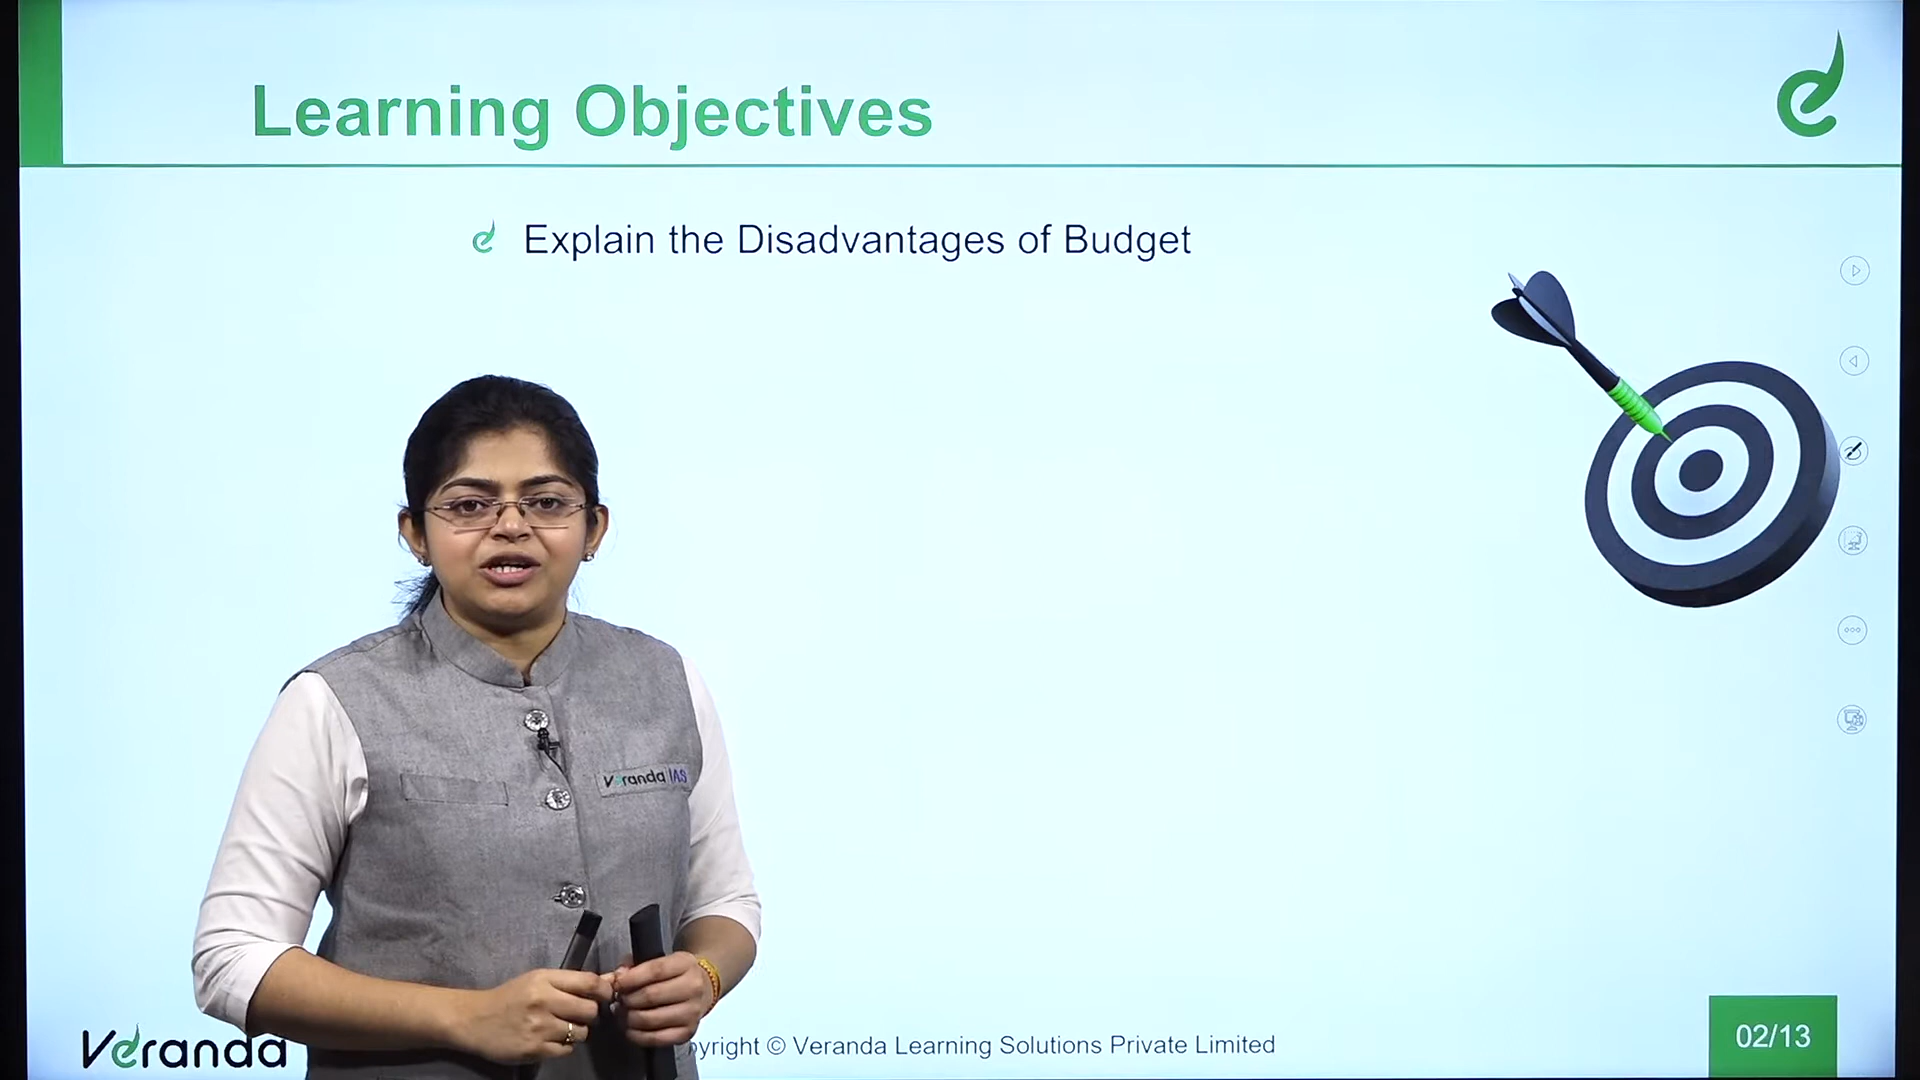 Learning Objectives
Explain the Disadvantages of Budget
Veranda IAS
Veranda
pyright © Veranda Learning Solutions Private Limited
02/13